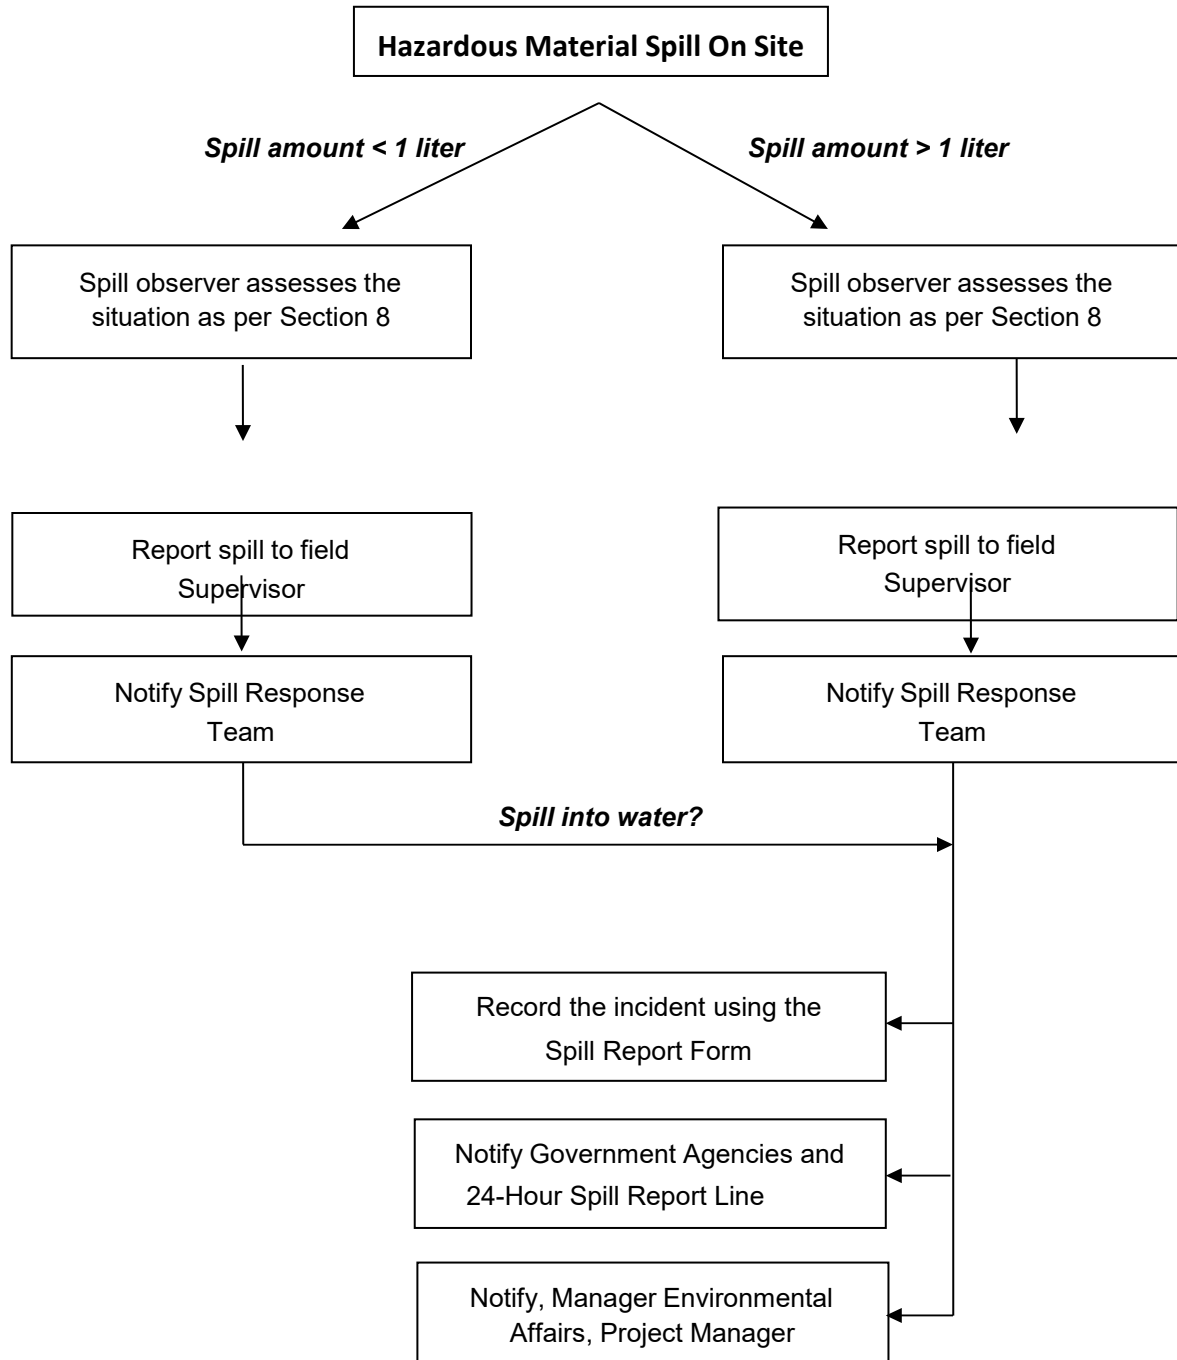 Hazardous Material Spill On Site
Spill amount < 1 liter
Spill amount > 1 liter
Spill observer assesses the
situation as per Section 8
Spill observer assesses the
situation as per Section 8
Report spill to field
Supervisor
Report spill to field
Supervisor
Notify Spill Response
Team
Notify Spill Response
Team
Spill into water?
Record the incident using the
Spill Report Form
Notify Government Agencies and
24-Hour Spill Report Line
Notify, Manager Environmental
Affairs, Project Manager